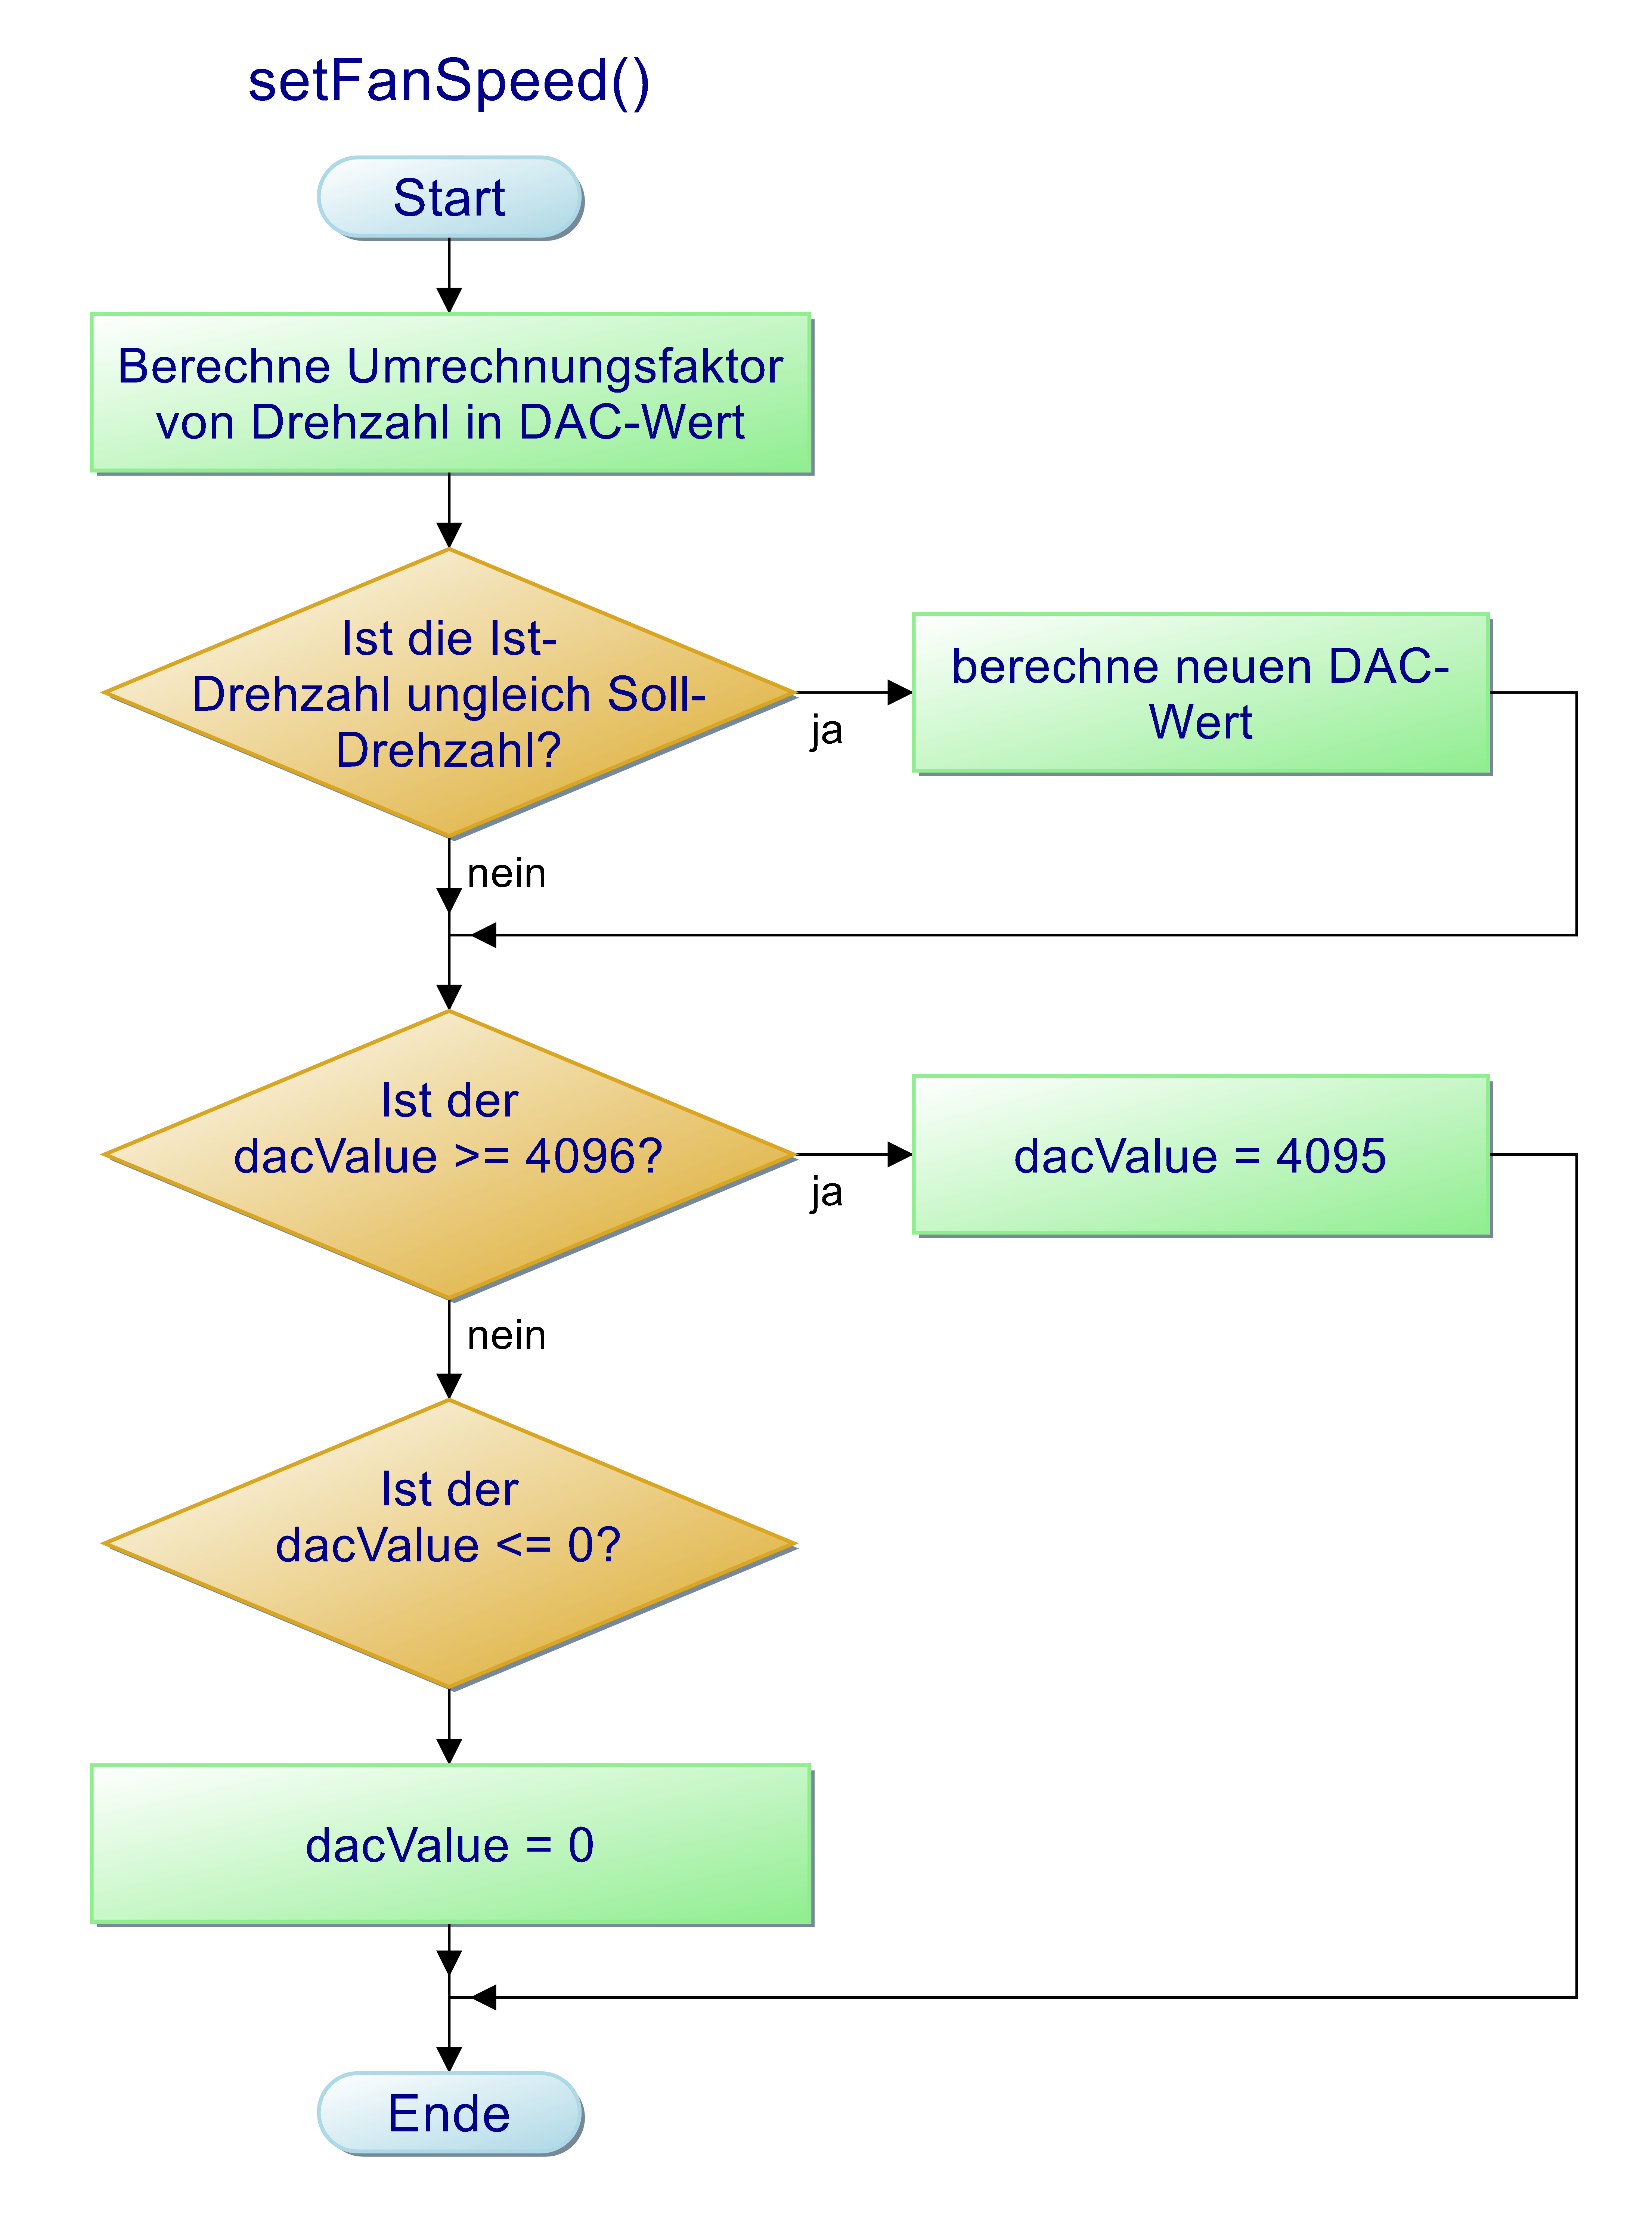 setFanSpeed()
Start
Berechne Umrechnungsfaktor
von Drehzahl in DAC-Wert
Ist die Ist-
Drehzahl ungleich Soll-
Drehzahl?
ja
berechne neuen DAC-
Wert
nein
Ist der
dacValue >= 4096?
ja
dacValue = 4095
nein
Ist der
dacValue <= 0?
dacValue = 0
Ende